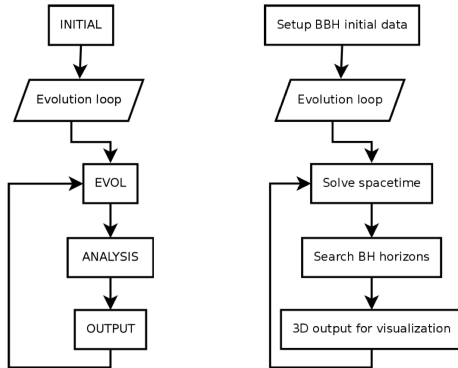 INITIAL
Evolution loop
EVOL
ANALYSIS
OUTPUT
Setup BBH initial data
Evolution loop
Solve spacetime
Search BH horizons
3D output for visualization